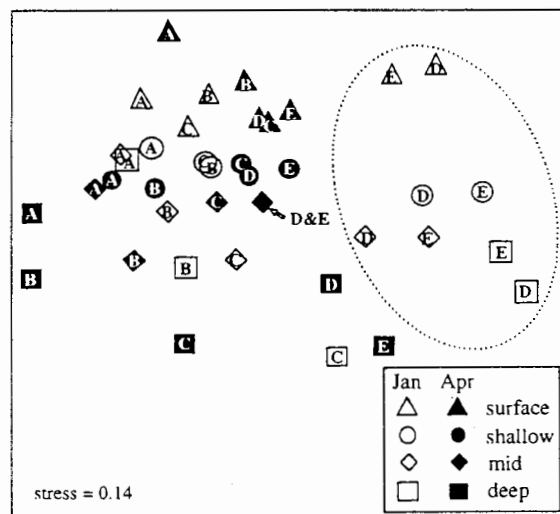 A
E D
A B B
D C E
C
A
A A C B C E
D
A A B
D E
B C
A
D&E
D E
B B C
E
B D
D
C
C E
Jan Apr
surface
shallow
mid
deep
stress = 0.14